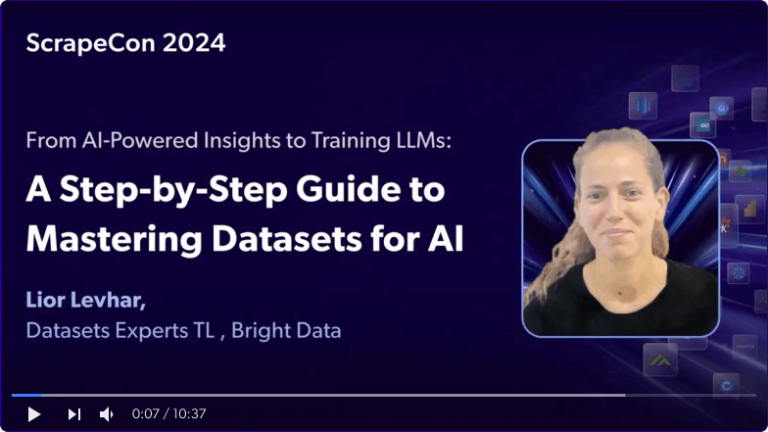 ScrapeCon 2024
From AI-Powered Insights to Training LLMs:
A Step-by-Step Guide to
Mastering Datasets for AI
Lior Levhar,
Datasets Experts TL , Bright Data
0:07 / 10:37